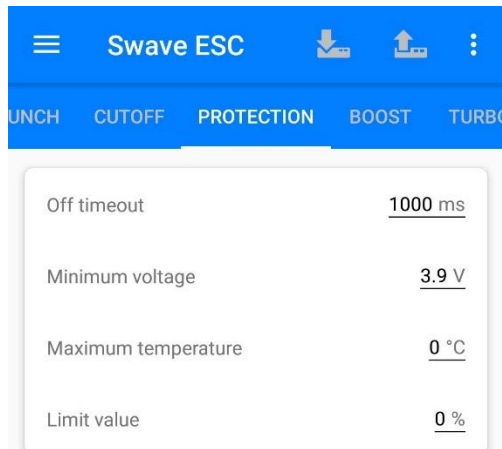 Swave ESC
UNCH CUTOFF PROTECTION BOOST TURBO
Off timeout 1000 ms
Minimum voltage 3.9 V
Maximum temperature 0 °C
Limit value 0 %